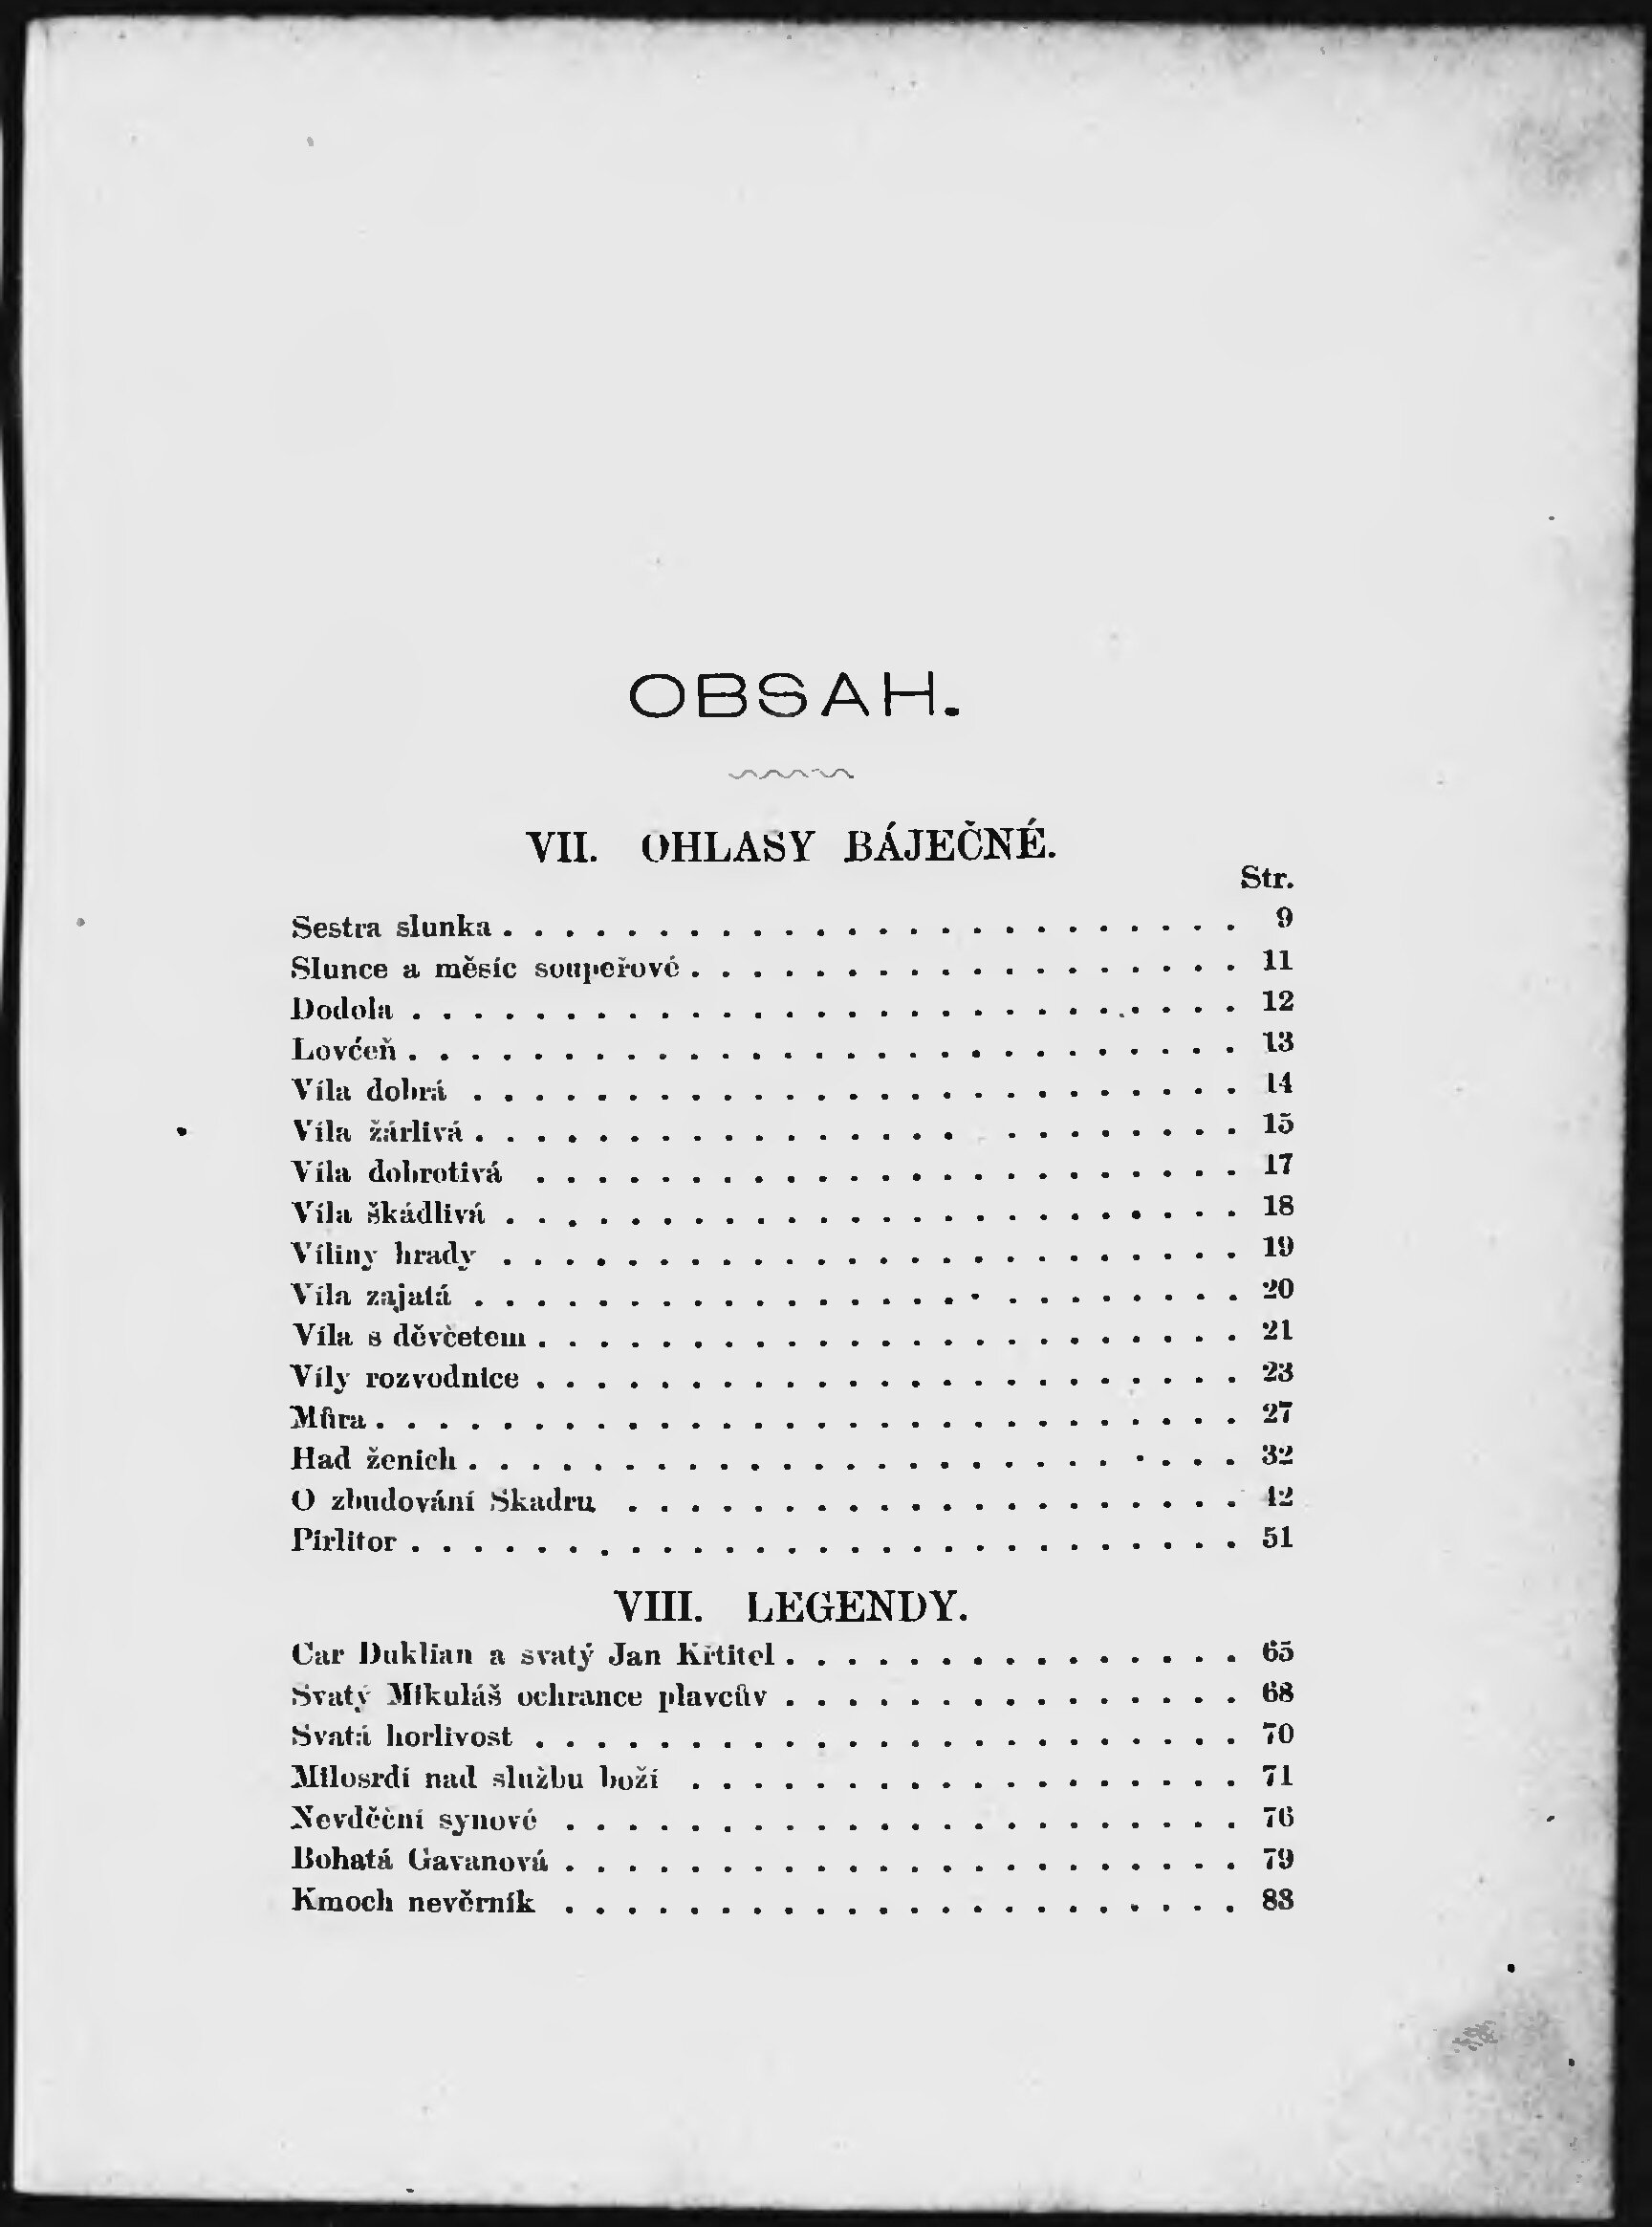 OBSAH.
VII. OHLASY BÁJEČNÉ.
Str.
Sestra slunka . . . . . . . . . . . . . . . . . . . . . . . . 9
Slunce a měsíc soupeřové . . . . . . . . . . . . . . . . . . 11
Dodola . . . . . . . . . . . . . . . . . . . . . . . . . . . 12
Lovćeň . . . . . . . . . . . . . . . . . . . . . . . . . . . 13
Víla dobrá . . . . . . . . . . . . . . . . . . . . . . . . . 14
Víla žárlivá . . . . . . . . . . . . . . . . . . . . . . . . 15
Víla dobrotivá . . . . . . . . . . . . . . . . . . . . . . . 17
Víla škádlivá . . . . . . . . . . . . . . . . . . . . . . . . 18
Víliny hrady . . . . . . . . . . . . . . . . . . . . . . . . 19
Víla zajatá . . . . . . . . . . . . . . . . . . . . . . . . . 20
Víla s děvčetem . . . . . . . . . . . . . . . . . . . . . . . 21
Víly rozvodnice . . . . . . . . . . . . . . . . . . . . . . . 23
Můra . . . . . . . . . . . . . . . . . . . . . . . . . . . . 27
Had ženich . . . . . . . . . . . . . . . . . . . . . . . . . 32
O zbudování Skadru . . . . . . . . . . . . . . . . . . . . 42
Pirlitor . . . . . . . . . . . . . . . . . . . . . . . . . . . 51
VIII. LEGENDY.
Car Duklian a svatý Jan Křtitel . . . . . . . . . . . . . . . 65
Svatý Mikuláš ochrance plavcův . . . . . . . . . . . . . . . 68
Svatá horlivost . . . . . . . . . . . . . . . . . . . . . . . 70
Milosrdí nad službu boží . . . . . . . . . . . . . . . . . . 71
Nevděční synové . . . . . . . . . . . . . . . . . . . . . . 76
Bohatá Gavanová . . . . . . . . . . . . . . . . . . . . . . 79
Kmoch nevěrník . . . . . . . . . . . . . . . . . . . . . . 83